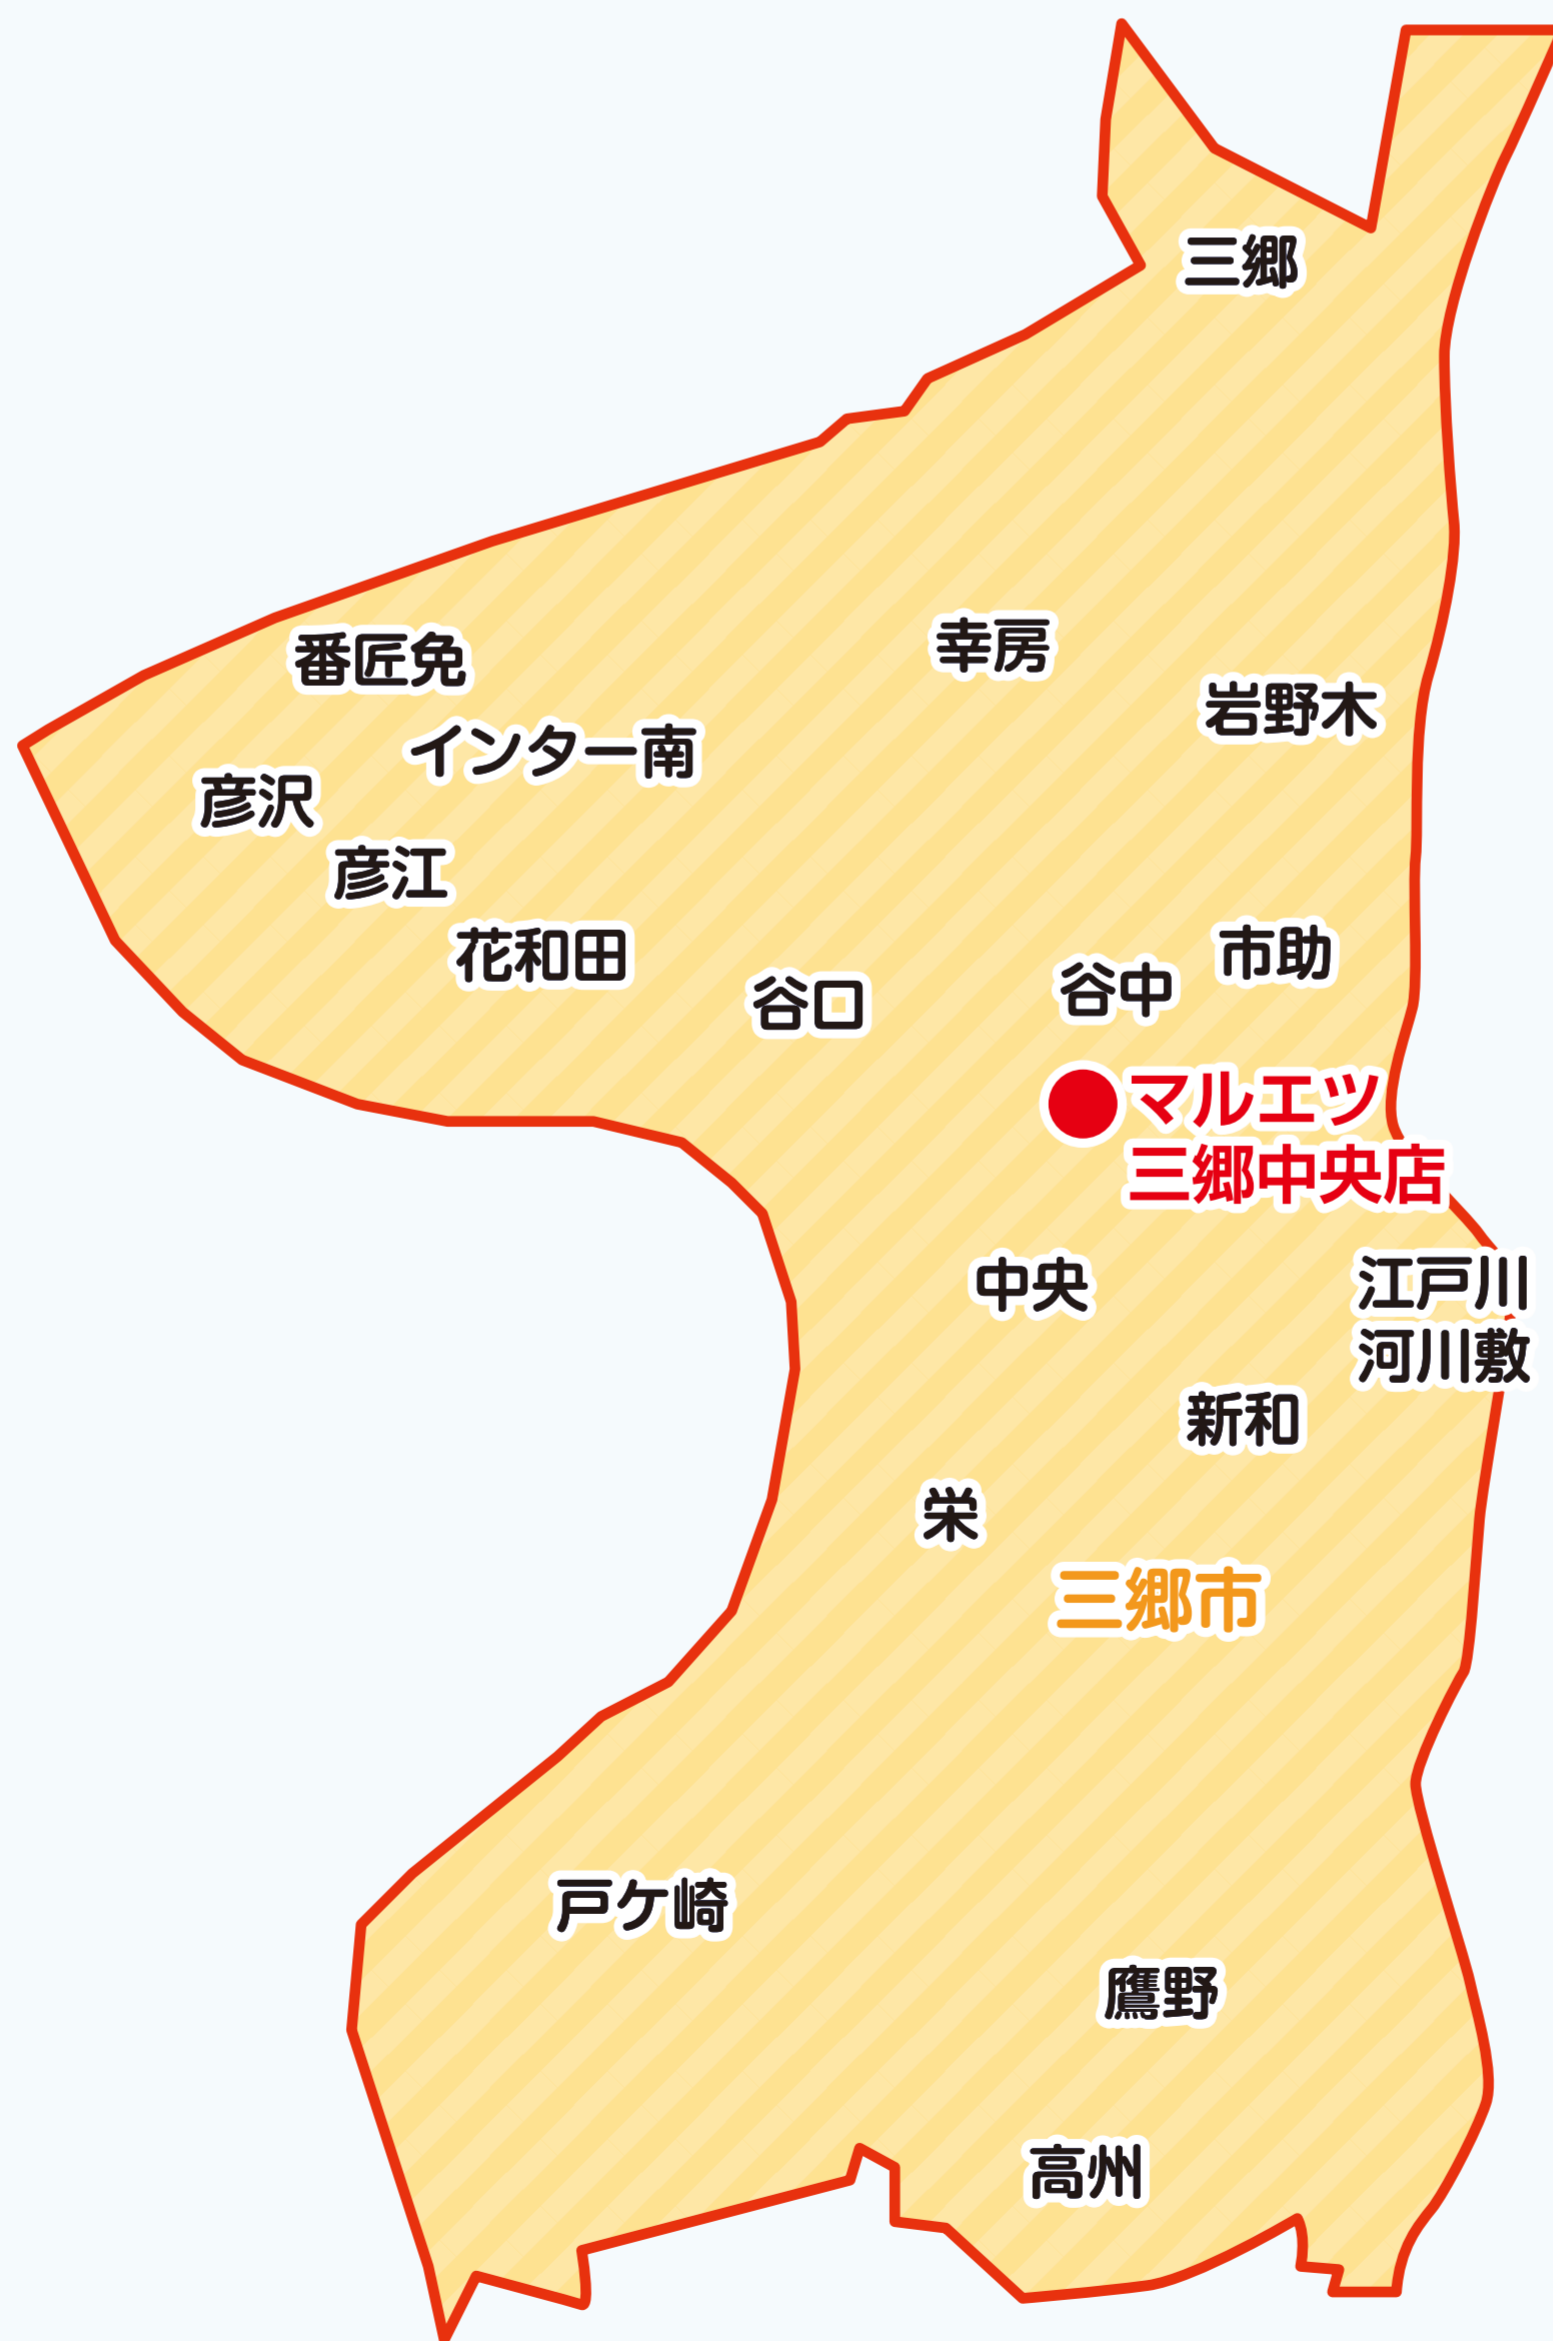 三郷
幸房
番匠免
岩野木
インター南
彦沢
彦江
花和田
市助
谷中
谷口
マルエツ
三郷中央店
中央
江戸川
河川敷
新和
栄
三郷市
戸ケ崎
鷹野
高州